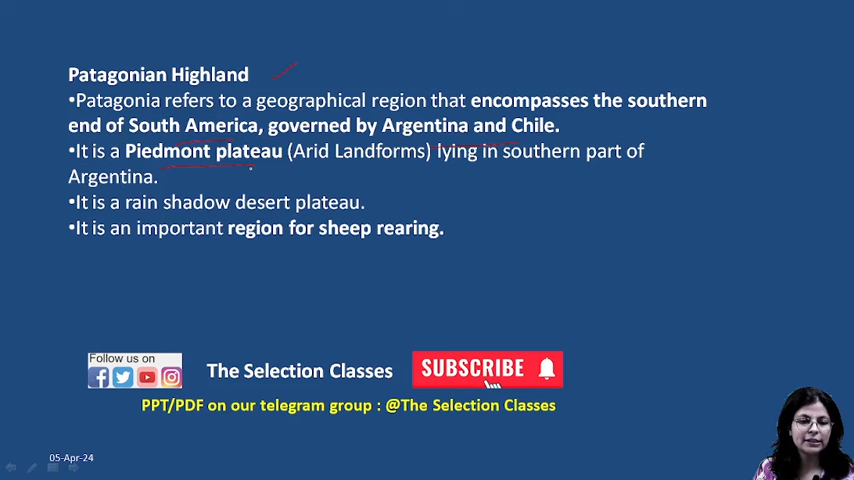 Patagonian Highland
•Patagonia refers to a geographical region that encompasses the southern
end of South America, governed by Argentina and Chile.
•It is a Piedmont plateau (Arid Landforms) lying in southern part of
Argentina.
•It is a rain shadow desert plateau.
•It is an important region for sheep rearing.
Follow us on
The Selection Classes
SUBSCRIBE
PPT/PDF on our telegram group : @The Selection Classes
05-Apr-24